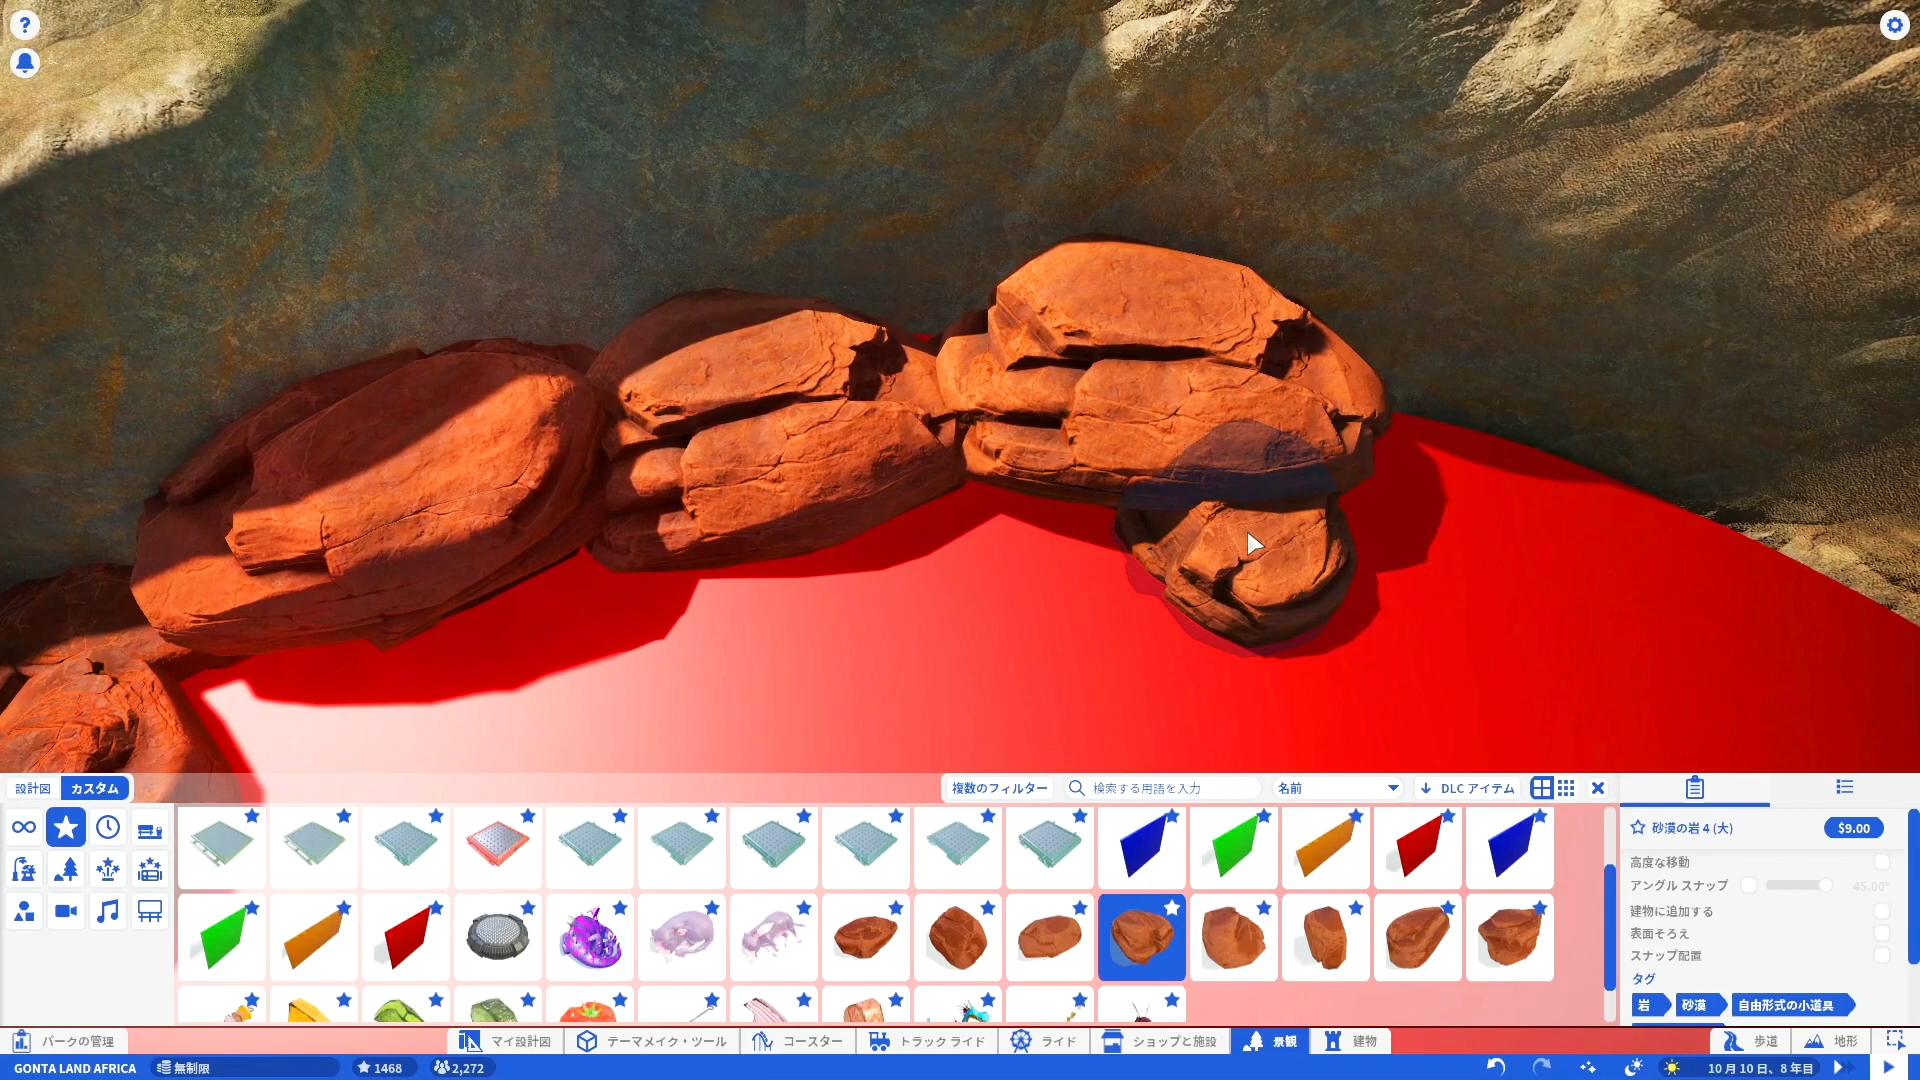 ?
設計図
カスタム
複数のフィルター
検索する用語を入力
名前
DLC アイテム
砂漠の岩 4 (大)
$9.00
高度な移動
アングル スナップ
45.00°
建物に追加する
表面そろえ
スナップ配置
タグ
岩
砂漠
自由形式の小道具
パークの管理
マイ設計図
テーマメイク・ツール
コースター
トラック ライド
ライド
ショップと施設
景観
建物
歩道
地形
GONTA LAND AFRICA
無制限
1468
2,272
10 月 10 日、8 年目